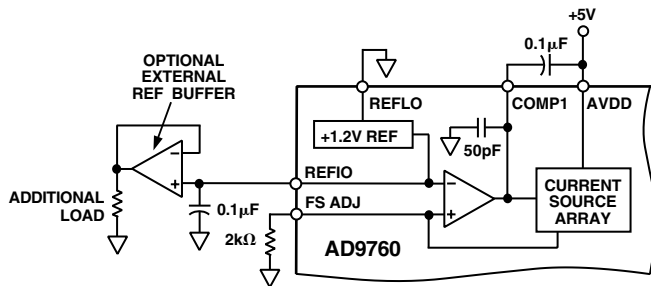 +5V
0.1μF
OPTIONAL
EXTERNAL
REF BUFFER
REFLO
COMP1
AVDD
+1.2V REF
50pF
−
+
REFIO
−
+
ADDITIONAL
LOAD
0.1μF
FS ADJ
CURRENT
SOURCE
ARRAY
2kΩ
AD9760